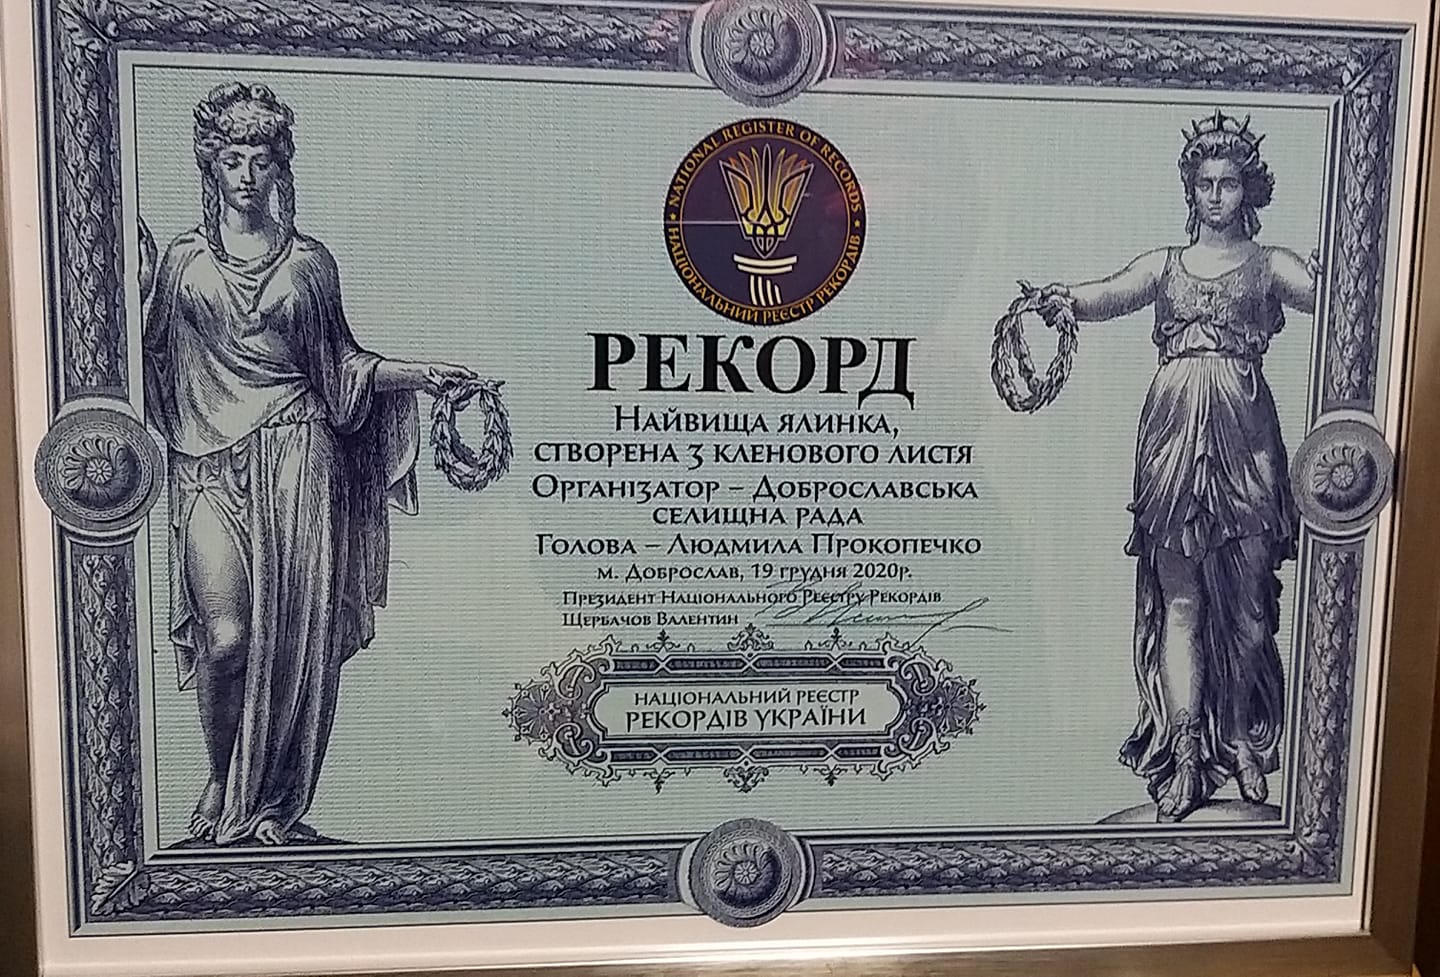 NATIONAL REGISTER OF RECORDS
НАЦІОНАЛЬНИЙ РЕЄСТР РЕКОРДІВ
РЕКОРД
НАЙВИЩА ЯЛИНКА,
СТВОРЕНА З КЛЕНОВОГО ЛИСТЯ
ОРГАНІЗАТОР – ДОБРОСЛАВСЬКА
СЕЛИЩНА РАДА
ГОЛОВА – ЛЮДМИЛА ПРОКОПЕЧКО
М. ДОБРОСЛАВ, 19 ГРУДНЯ 2020Р.
ПРЕЗИДЕНТ НАЦІОНАЛЬНОГО РЕЄСТРУ РЕКОРДІВ
ЩЕРБАЧОВ ВАЛЕНТИН
НАЦІОНАЛЬНИЙ РЕЄСТР
РЕКОРДІВ УКРАЇНИ